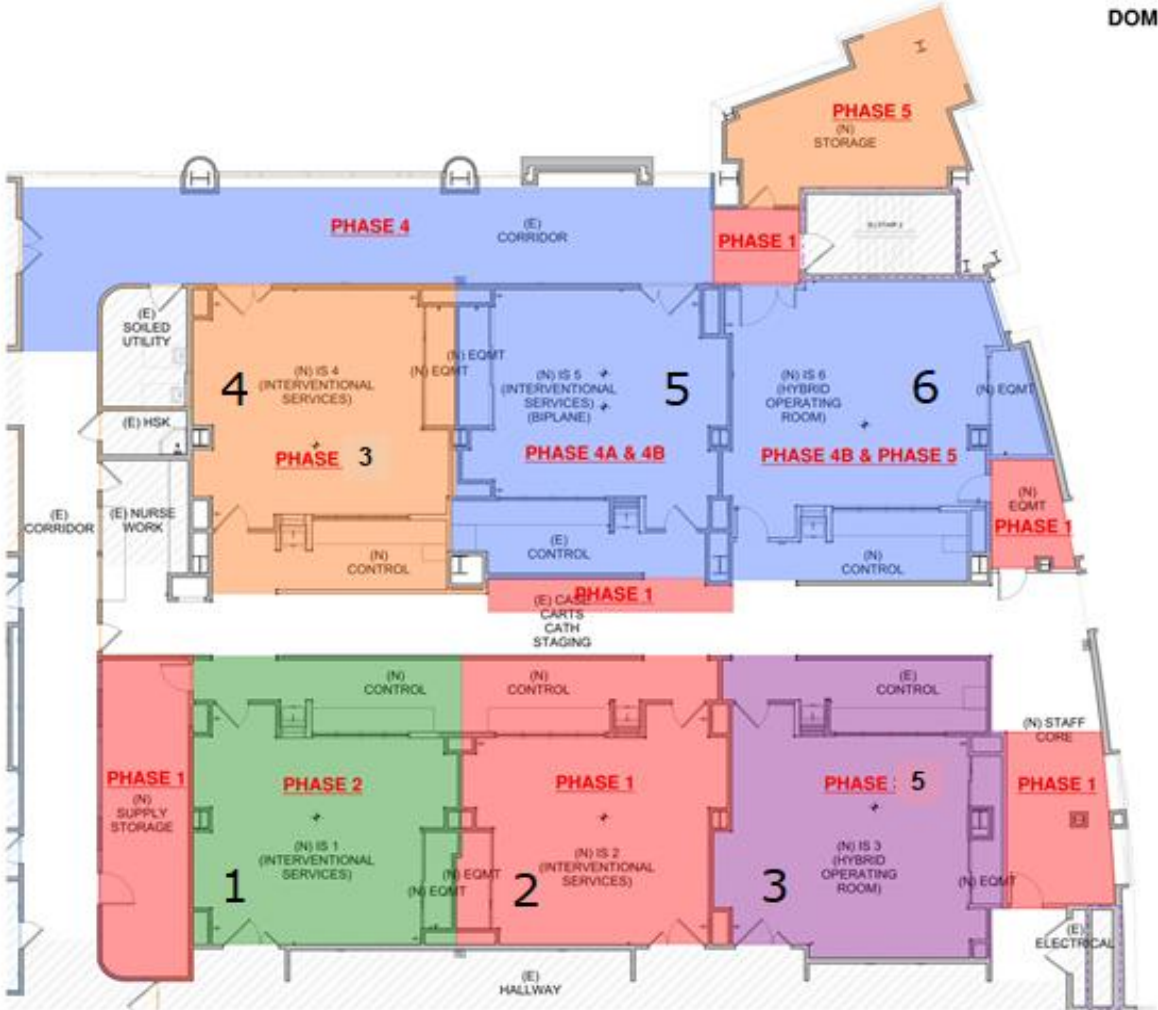 DOM
PHASE 5
(N)
STORAGE
PHASE 4
(E)
CORRIDOR
PHASE 1
(E)
SOILED
UTILITY
4
(N) IS 4
(INTERVENTIONAL
SERVICES)
PHASE 3
(N) EQMT
(N) EQMT
(N) IS 5
(INTERVENTIONAL
SERVICES)
(BIPLANE)
5
PHASE 4A & 4B
(N) IS 6
(HYBRID
OPERATING
ROOM)
6
PHASE 4B & PHASE 5
(N) EQMT
(E) HSK
(E)
CORRIDOR
(E) NURSE
WORK
(N)
CONTROL
(E)
CONTROL
(N)
CONTROL
(N)
EQMT
PHASE 1
PHASE 1
(E) CASE
CARTS
CATH
STAGING
(N)
CONTROL
(N)
CONTROL
(E)
CONTROL
(N) STAFF
CORE
PHASE 1
(N)
SUPPLY
STORAGE
PHASE 2
(N) IS 1
(INTERVENTIONAL
SERVICES)
1
(N) EQMT
(N) EQMT
PHASE 1
(N) IS 2
(INTERVENTIONAL
SERVICES)
2
PHASE 5
(N) IS 3
(HYBRID
OPERATING
ROOM)
3
(N) EQMT
PHASE 1
(E)
ELECTRICAL
(E)
HALLWAY